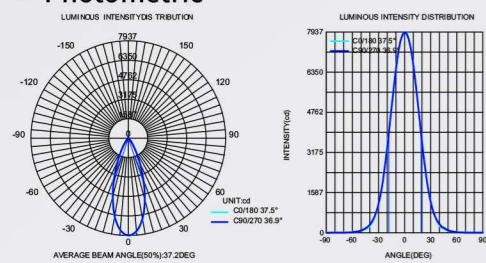 Photometric
LUMINOUS INTENSITYDIS TRIBUTION
7937
-150
150
6350
-120
4762
120
3175
-90
0
90
-60
60
-30
30
0
UNIT:cd
C0/180 37.5°
C90/270 36.9°
AVERAGE BEAM ANGLE(50%):37.2DEG
LUMINOUS INTENSITY DISTRIBUTION
7937
C0/180 37.5°
C90/270 36.9°
6350
4762
INTENSITY(cd)
3175
1587
0
-90 -60 -30 0 30 60 90
ANGLE(DEG)